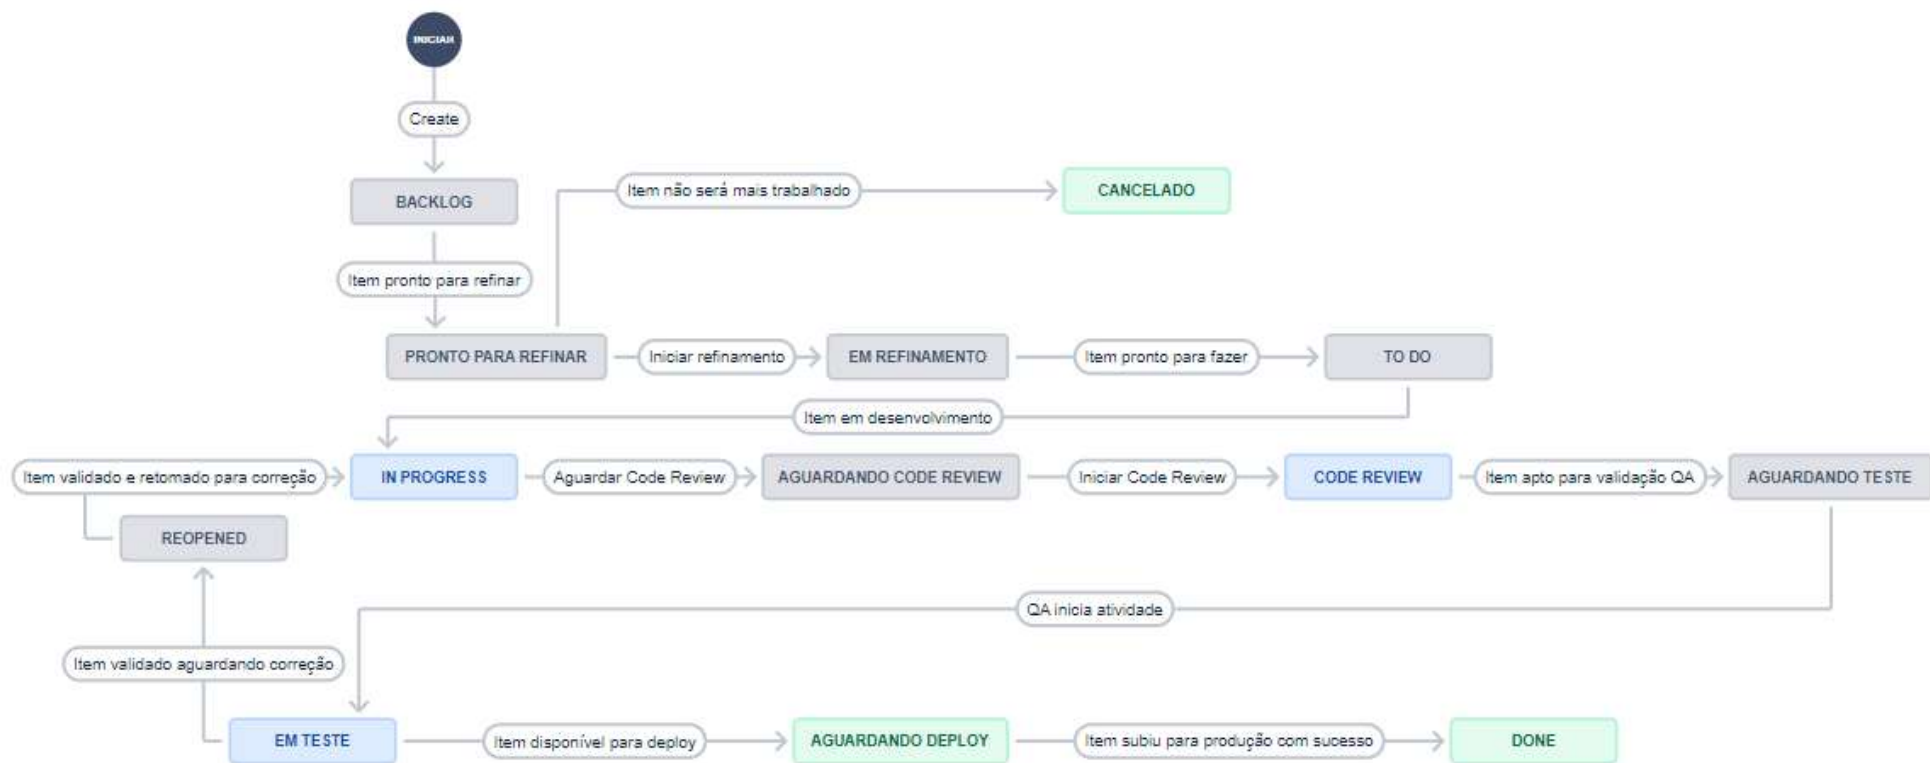 INICIAR
Create
BACKLOG
Item não será mais trabalhado
CANCELADO
Item pronto para refinar
PRONTO PARA REFINAR
Iniciar refinamento
EM REFINAMENTO
Item pronto para fazer
TO DO
Item em desenvolvimento
Item validado e retomado para correção
IN PROGRESS
Aguardar Code Review
AGUARDANDO CODE REVIEW
Iniciar Code Review
CODE REVIEW
Item apto para validação QA
AGUARDANDO TESTE
REOPENED
QA inicia atividade
Item validado aguardando correção
EM TESTE
Item disponível para deploy
AGUARDANDO DEPLOY
Item subiu para produção com sucesso
DONE